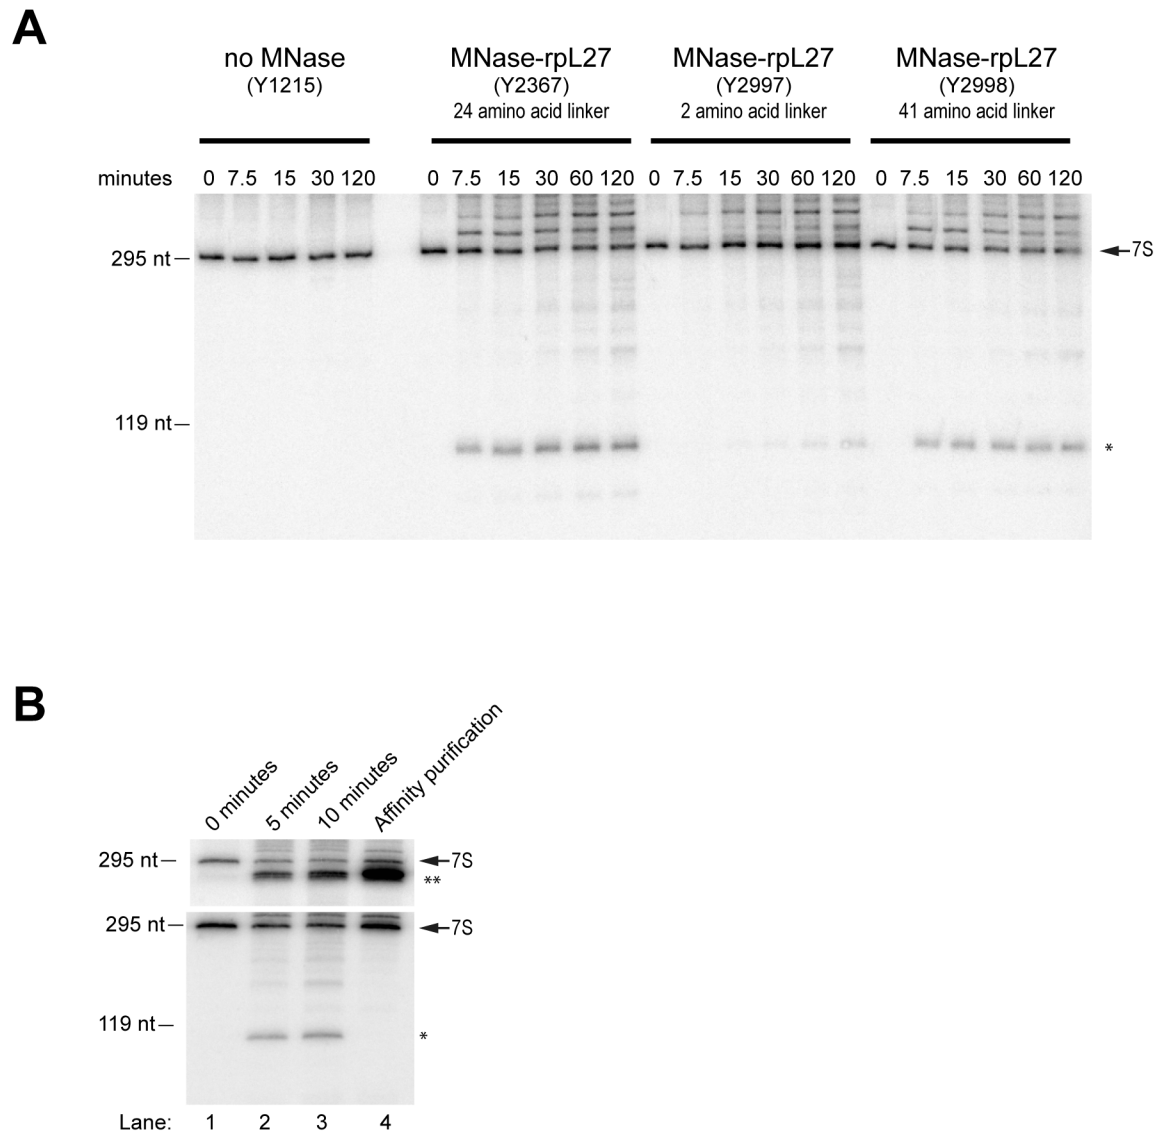 A
no MNase MNase-rpL27 MNase-rpL27 MNase-rpL27
(Y1215) (Y2367) (Y2997) (Y2998)
24 amino acid linker 2 amino acid linker 41 amino acid linker
minutes 0 7.5 15 30 120 0 7.5 15 30 60 120 0 7.5 15 30 60 120 0 7.5 15 30 60 120
295 nt 7S
119 nt
*
B
0 minutes 5 minutes 10 minutes Affinity purification
295 nt 7S
**
295 nt 7S
119 nt
*
Lane: 1 2 3 4